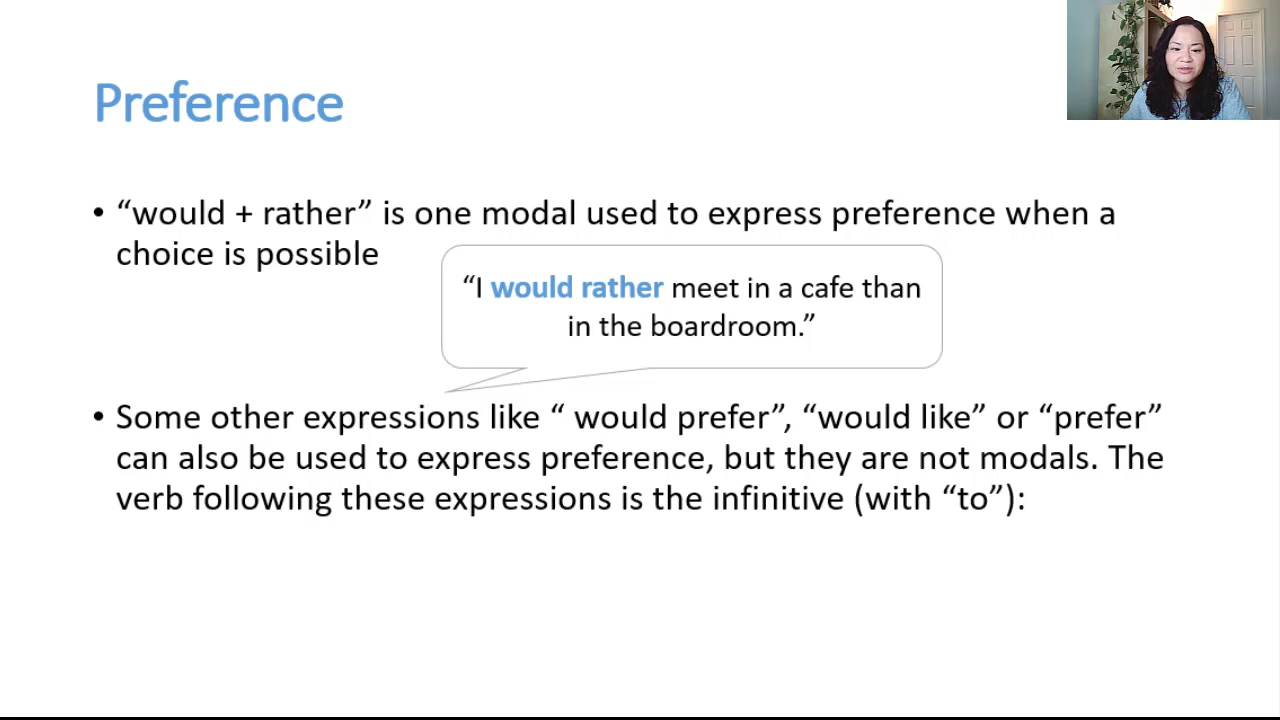 Preference
• “would + rather” is one modal used to express preference when a
choice is possible
“I would rather meet in a cafe than
in the boardroom.”
• Some other expressions like “ would prefer”, “would like” or “prefer”
can also be used to express preference, but they are not modals. The
verb following these expressions is the infinitive (with “to”):